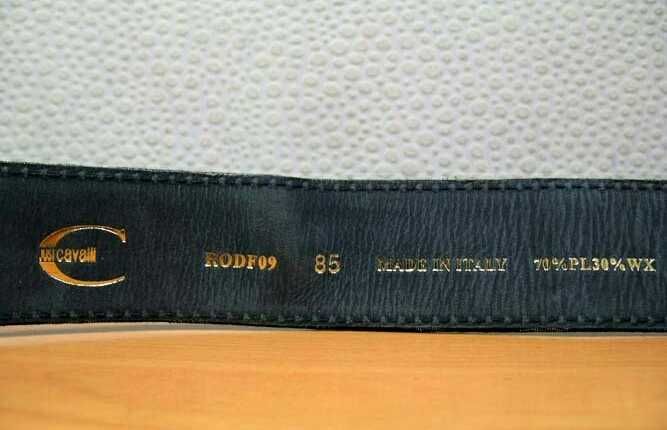 C
just cavalli
RODF09 85 MADE IN ITALY 70%PL30%WX